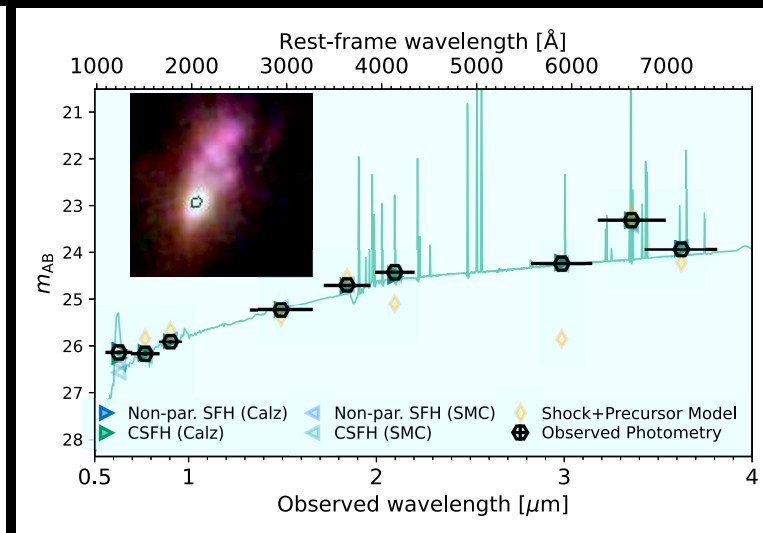 Rest-frame wavelength [Å]
1000 2000 3000 4000 5000 6000 7000
21
22
23
24
25
26
27
28
m_AB
Non-par. SFH (Calz) Non-par. SFH (SMC) Shock+Precursor Model
CSFH (Calz) CSFH (SMC) Observed Photometry
0.5 1 2 3 4
Observed wavelength [μm]